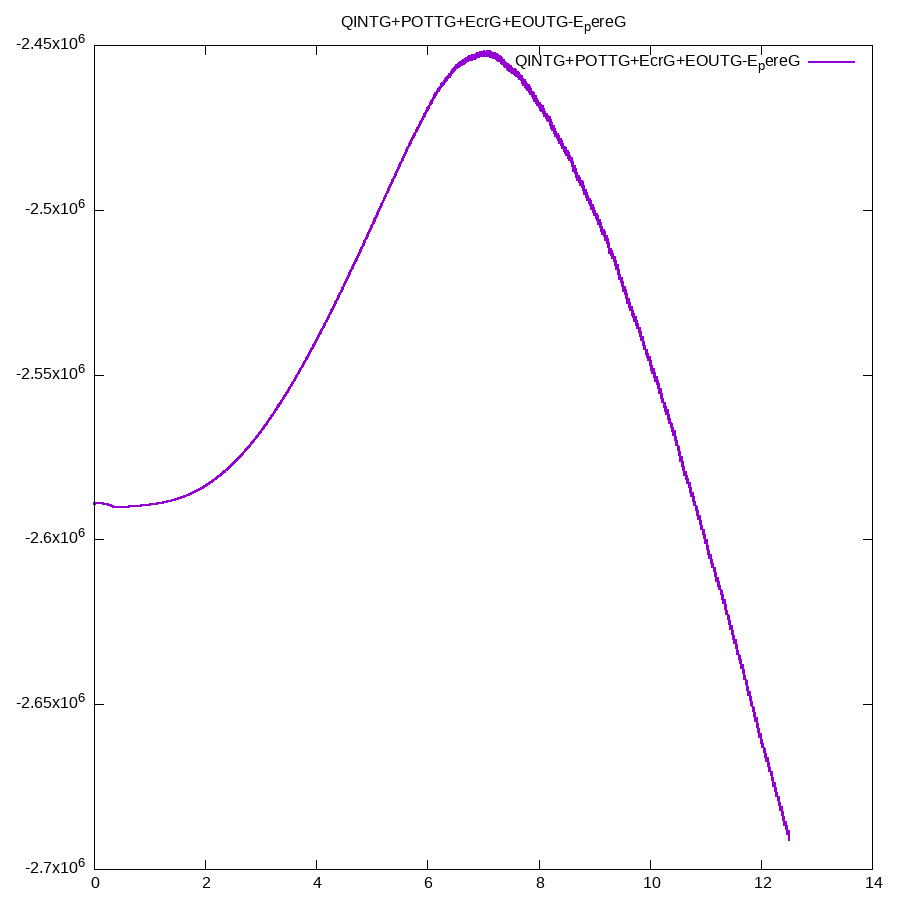 QINTG+POTTG+EcrG+EOUTG-EpereG
-2.45x10^6
QINTG+POTTG+EcrG+EOUTG-EpereG
-2.5x10^6
-2.55x10^6
-2.6x10^6
-2.65x10^6
-2.7x10^6
0 2 4 6 8 10 12 14